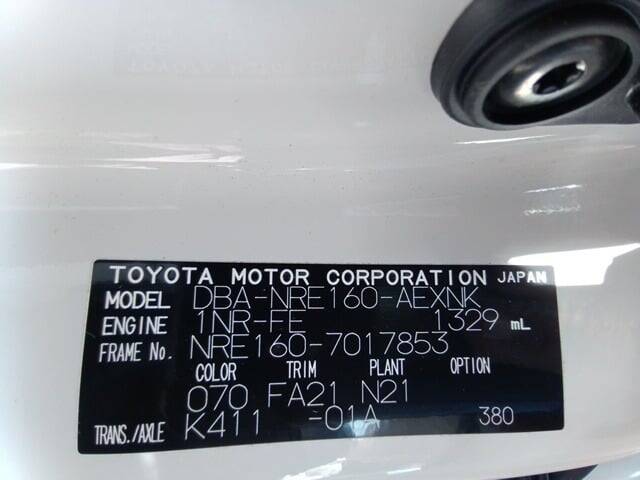 TOYOTA MOTOR CORPORATION JAPAN
MODEL DBA-NRE160-AEXNK
ENGINE 1NR-FE 1329 mL
FRAME No. NRE160-7017853
COLOR TRIM PLANT OPTION
070 FA21 N21
TRANS./AXLE K411 -01A 380